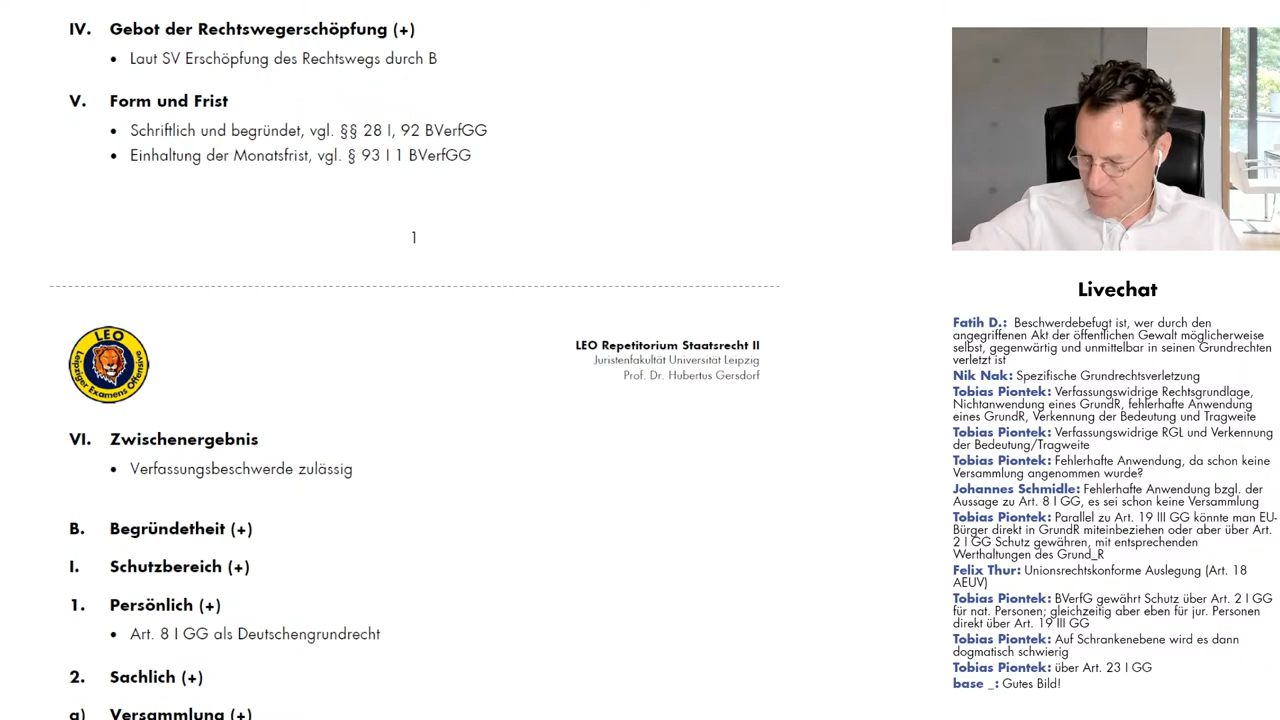 IV. Gebot der Rechtswegerschöpfung (+)
• Laut SV Erschöpfung des Rechtswegs durch B
V. Form und Frist
• Schriftlich und begründet, vgl. §§ 28 I, 92 BVerfGG
• Einhaltung der Monatsfrist, vgl. § 93 I 1 BVerfGG
1
LEO
Leipziger Examens Offensive
LEO Repetitorium Staatsrecht II
Juristenfakultät Universität Leipzig
Prof. Dr. Hubertus Gersdorf
VI. Zwischenergebnis
• Verfassungsbeschwerde zulässig
B. Begründetheit (+)
I. Schutzbereich (+)
1. Persönlich (+)
• Art. 8 I GG als Deutschengrundrecht
2. Sachlich (+)
a) Versammlung (+)
Livechat
Fatih D.: Beschwerdebefugt ist, wer durch den
angegriffenen Akt der öffentlichen Gewalt möglicherweise
selbst, gegenwärtig und unmittelbar in seinen Grundrechten
verletzt ist
Nik Nak: Spezifische Grundrechtsverletzung
Tobias Piontek: Verfassungswidrige Rechtsgrundlage,
Nichtanwendung eines GrundR, fehlerhafte Anwendung
eines GrundR, Verkennung der Bedeutung und Tragweite
Tobias Piontek: Verfassungswidrige RGL und Verkennung
der Bedeutung/Tragweite
Tobias Piontek: Fehlerhafte Anwendung, da schon keine
Versammlung angenommen wurde?
Johannes Schmidle: Fehlerhafte Anwendung bzgl. der
Aussage zu Art. 8 I GG, es sei schon keine Versammlung
Tobias Piontek: Parallel zu Art. 19 III GG könnte man EU-
Bürger direkt in GrundR miteinbeziehen oder aber über Art.
2 I GG Schutz gewähren, mit entsprechenden
Werthaltungen des Grund_R
Felix Thur: Unionsrechtskonforme Auslegung (Art. 18
AEUV)
Tobias Piontek: BVerfG gewährt Schutz über Art. 2 I GG
für nat. Personen; gleichzeitig aber eben für jur. Personen
direkt über Art. 19 III GG
Tobias Piontek: Auf Schrankenebene wird es dann
dogmatisch schwierig
Tobias Piontek: über Art. 23 I GG
base _: Gutes Bild!